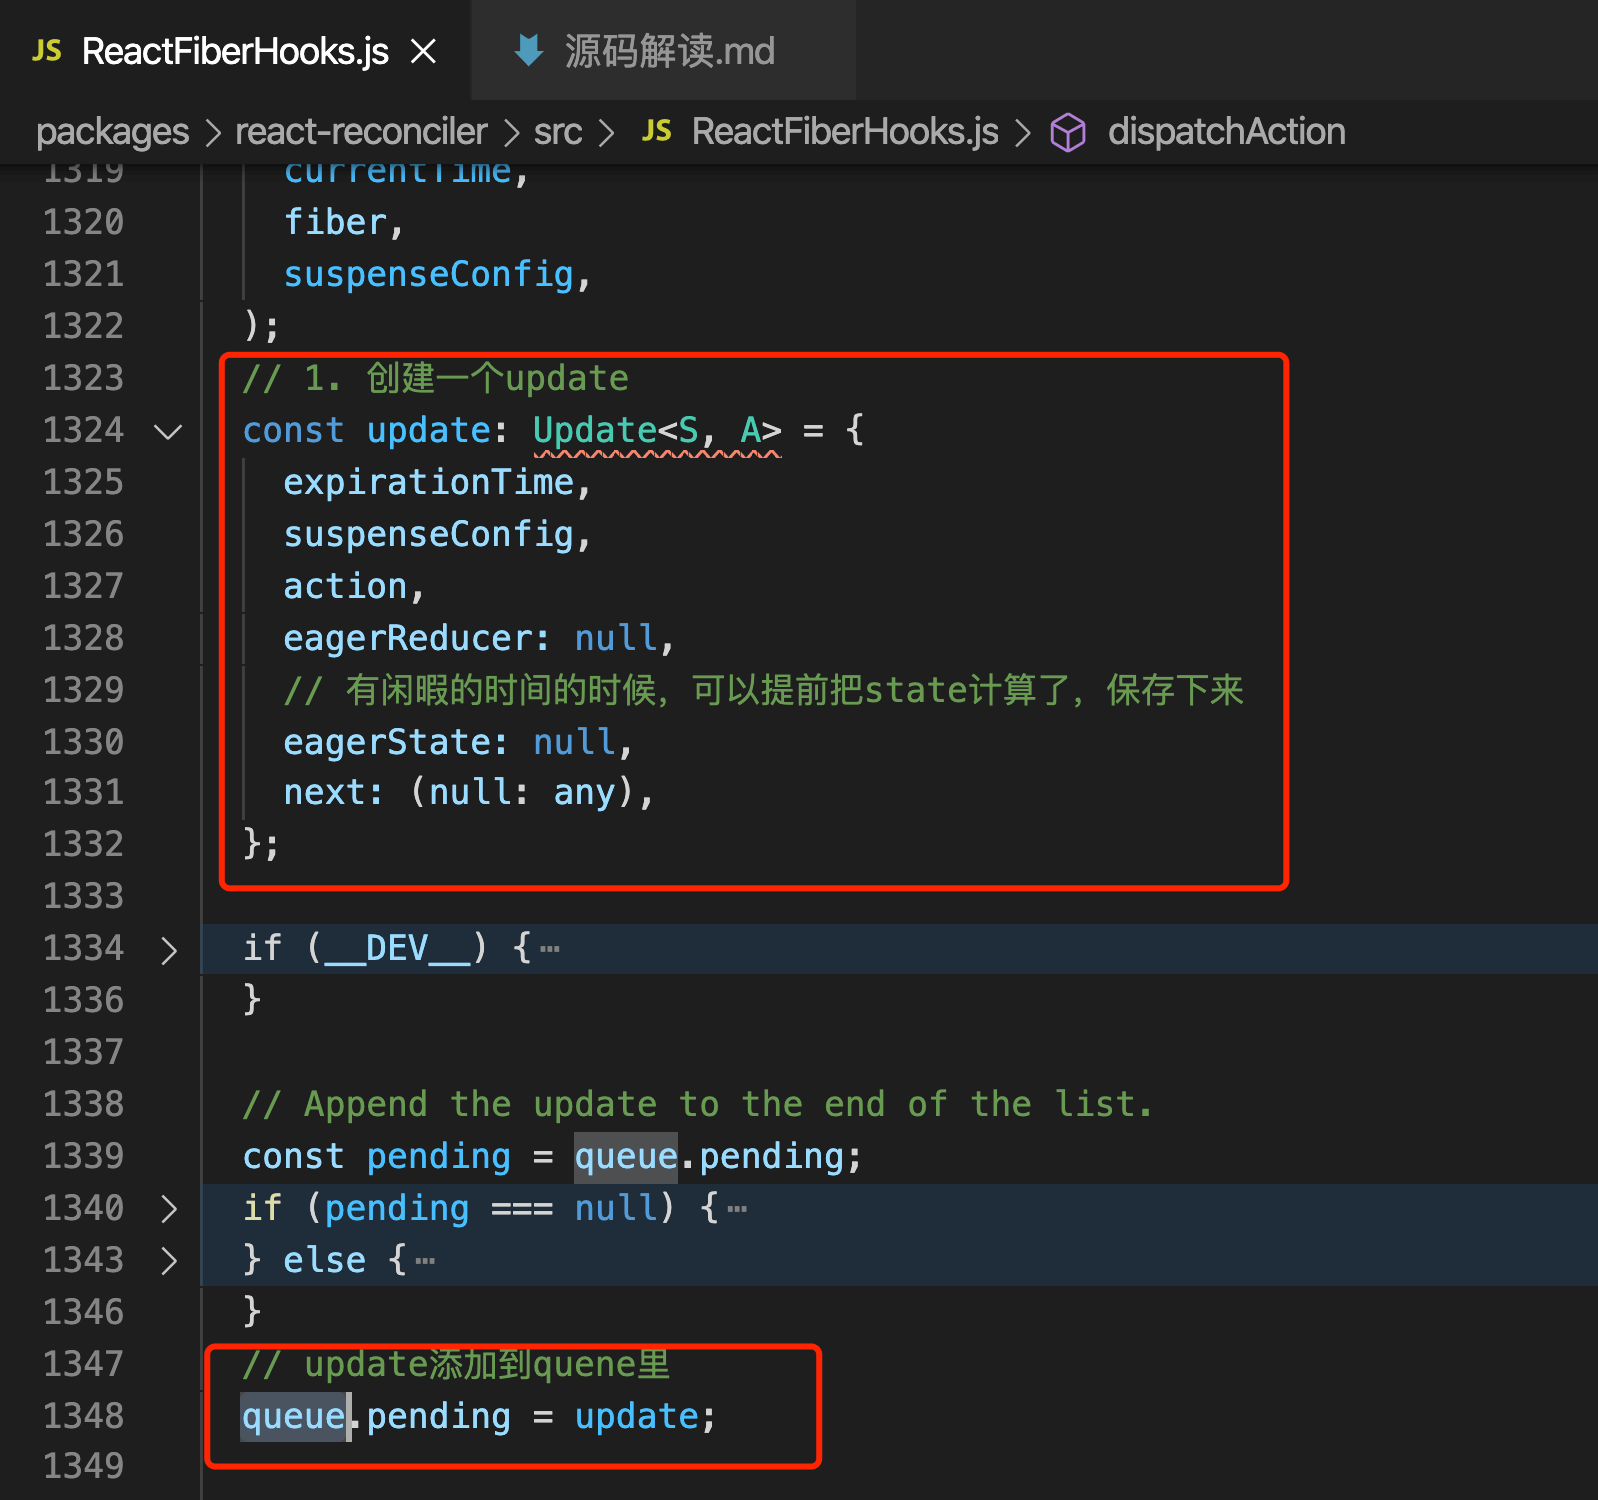 JS ReactFiberHooks.js × 源码解读.md
packages > react-reconciler > src > JS ReactFiberHooks.js > dispatchAction
1319 currentTime,
1320 fiber,
1321 suspenseConfig,
1322 );
1323 // 1. 创建一个update
1324 const update: Update<S, A> = {
1325 expirationTime,
1326 suspenseConfig,
1327 action,
1328 eagerReducer: null,
1329 // 有闲暇的时间的时候，可以提前把state计算了，保存下来
1330 eagerState: null,
1331 next: (null: any),
1332 };
1333
1334 if (__DEV__) {…
1336 }
1337
1338 // Append the update to the end of the list.
1339 const pending = queue.pending;
1340 if (pending === null) {…
1343 } else {…
1346 }
1347 // update添加到quene里
1348 queue.pending = update;
1349